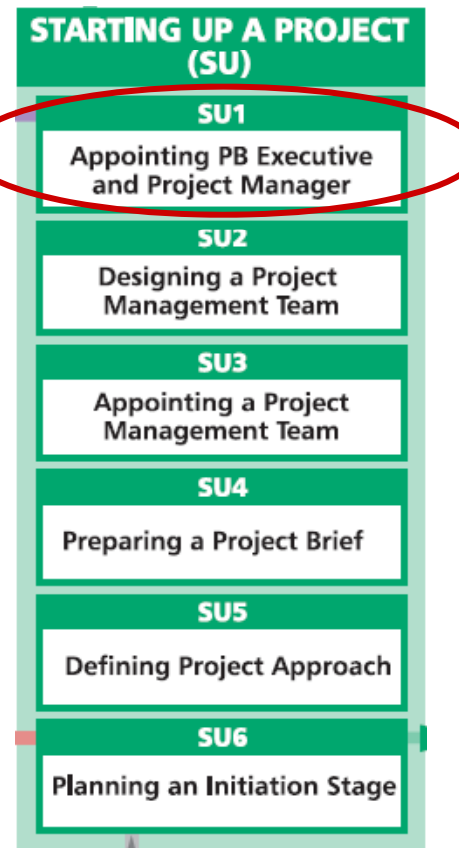 STARTING UP A PROJECT
(SU)
SU1
Appointing PB Executive
and Project Manager
SU2
Designing a Project
Management Team
SU3
Appointing a Project
Management Team
SU4
Preparing a Project Brief
SU5
Defining Project Approach
SU6
Planning an Initiation Stage